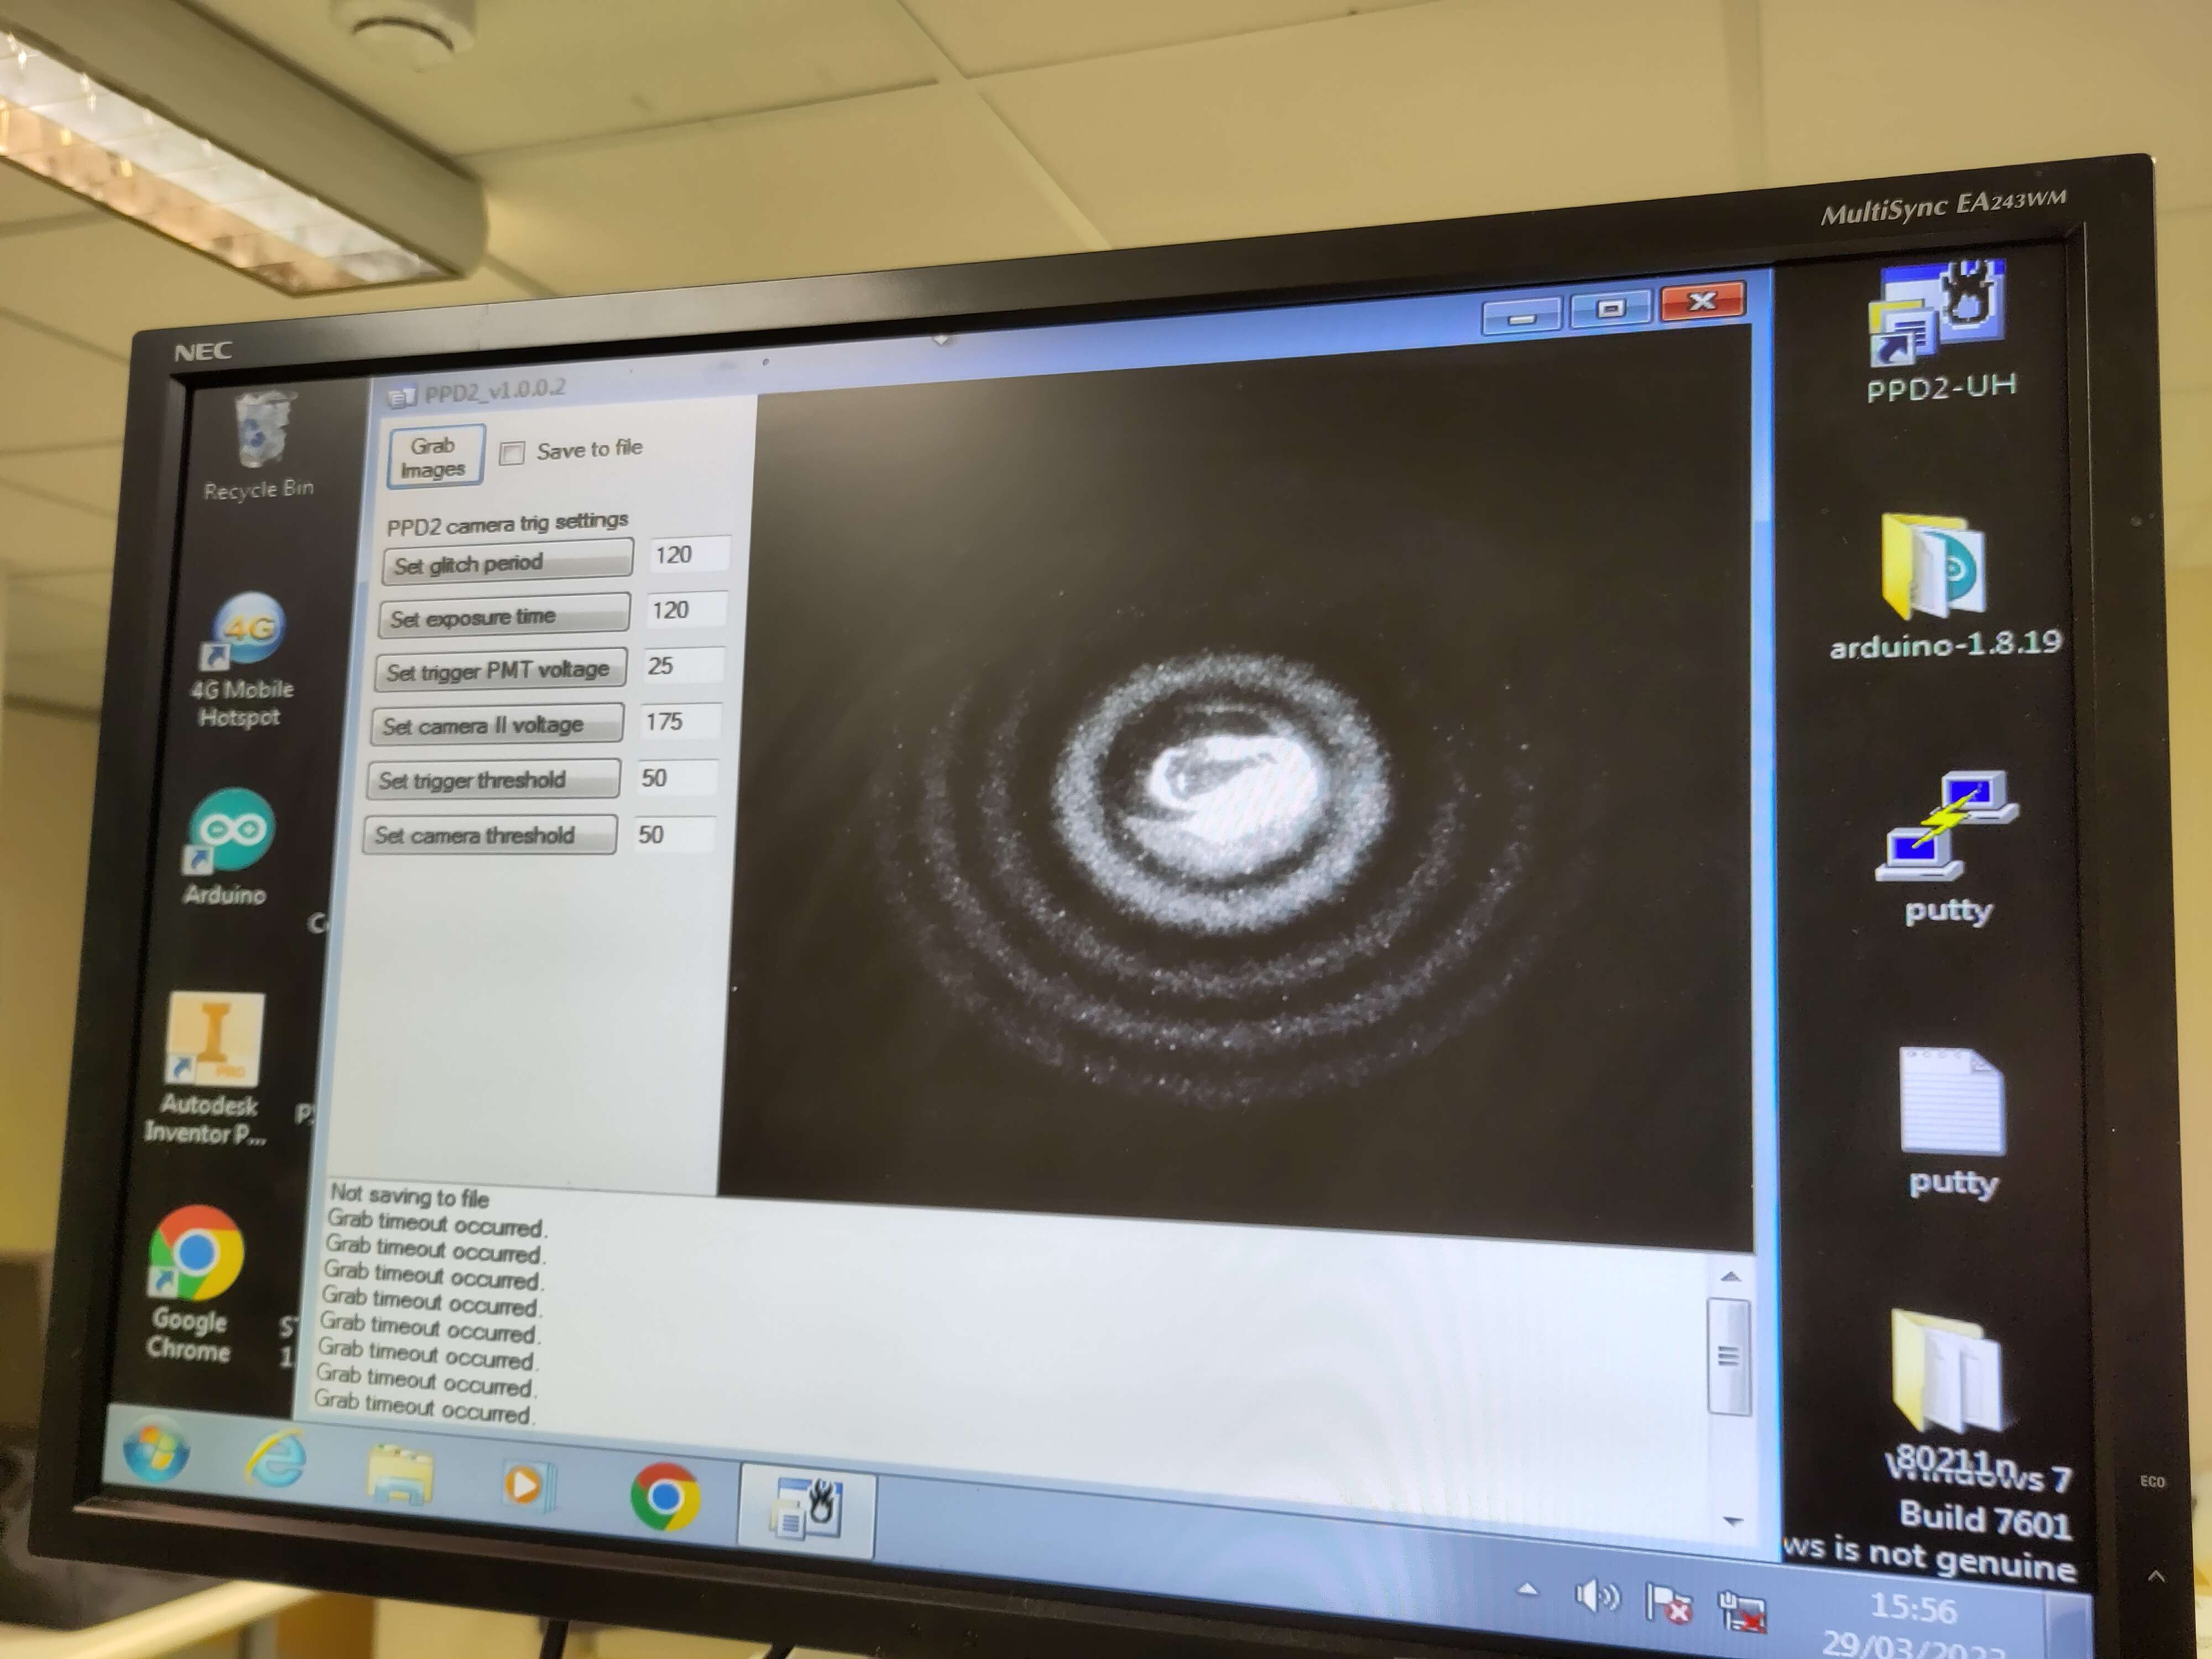 MultiSync EA243WM
NEC
PPD2_v1.0.0.2
Grab
Images
Save to file
PPD2 camera trig settings
Set glitch period
120
Set exposure time
120
Set trigger PMT voltage
25
Set camera II voltage
175
Set trigger threshold
50
Set camera threshold
50
Not saving to file
Grab timeout occurred.
Grab timeout occurred.
Grab timeout occurred.
Grab timeout occurred.
Grab timeout occurred.
Grab timeout occurred.
Grab timeout occurred.
Grab timeout occurred.
Recycle Bin
4G
4G Mobile
Hotspot
Arduino
I
PRO
Autodesk
Inventor P...
Google
Chrome
PPD2-UH
arduino-1.8.19
putty
putty
80211n
Windows 7
Build 7601
ws is not genuine
ECO
15:56